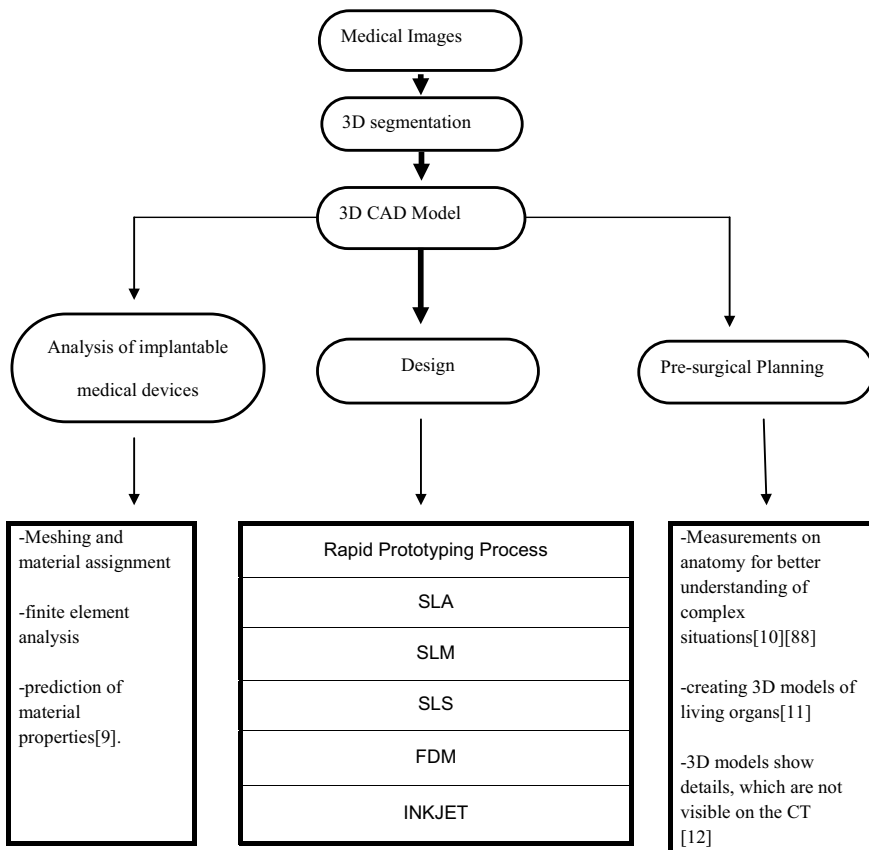 Medical Images
3D segmentation
3D CAD Model
Analysis of implantable
medical devices
Design
Pre-surgical Planning
-Meshing and
material assignment
-finite element
analysis
-prediction of
material
properties[9].
Rapid Prototyping Process
SLA
SLM
SLS
FDM
INKJET
-Measurements on
anatomy for better
understanding of
complex
situations[10][88]
-creating 3D models of
living organs[11]
-3D models show
details, which are not
visible on the CT
[12]